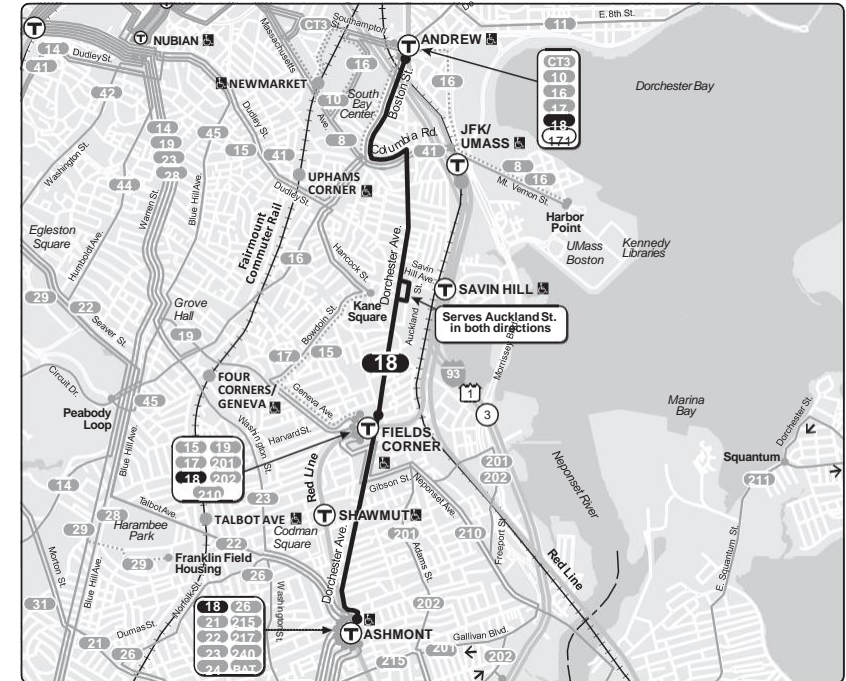 CT3
Southampton
Do
E. 8th St.
11
T
NUBIAN
14
Dudley St.
41
Massachusetts
Ave.
T
ANDREW
16
42
NEWMARKET
10
South
Bay
Center
Boston St.
16
CT3
10
16
17
18
171
Dorchester Bay
JFK/
UMASS
T
14
19
23
28
45
15
41
Dudley St.
8
Columbia Rd.
41
8
16
Mt. Vernon St.
Washington St.
44
Warren St.
Blue Hill Ave.
Dudley St.
UPHAMS
CORNER
Harbor
Point
UMass
Boston
Kennedy
Libraries
Egleston
Square
Humboldt Ave.
Fairmount
Commuter Rail
16
Hancock St.
Dorchester Ave.
Savin
Hill Ave.
Auckland St.
T
SAVIN HILL
29
22
Seaver St.
Grove
Hall
19
Kane
Square
Serves Auckland St.
in both directions
Bowdoin St.
17
15
18
Morrissey Blvd.
93
1
3
Circuit Dr.
Peabody
Loop
45
FOUR
CORNERS/
GENEVA
Geneva Ave.
Washington St.
Harvard St.
T
FIELDS
CORNER
Marina
Bay
Dorchester St.
Squantum
211
Blue Hill Ave.
15
19
17
201
18
202
210
23
Red Line
Gibson St.
Neponset Ave.
201
202
Neponset River
14
28
Talbot Ave.
Harambee
Park
29
TALBOT AVE
T
SHAWMUT
Codman
Square
201
210
Freeport St.
22
29
Franklin Field
Housing
Dorchester Ave.
Adams St.
Red Line
E. Squantum St.
Morton St.
Blue Hill Ave.
Norfolk St.
26
Washington St.
31
21
Dumas St.
26
18
26
21
215
22
217
23
240
24
BAT
T
ASHMONT
202
Gallivan Blvd.
201
202
215